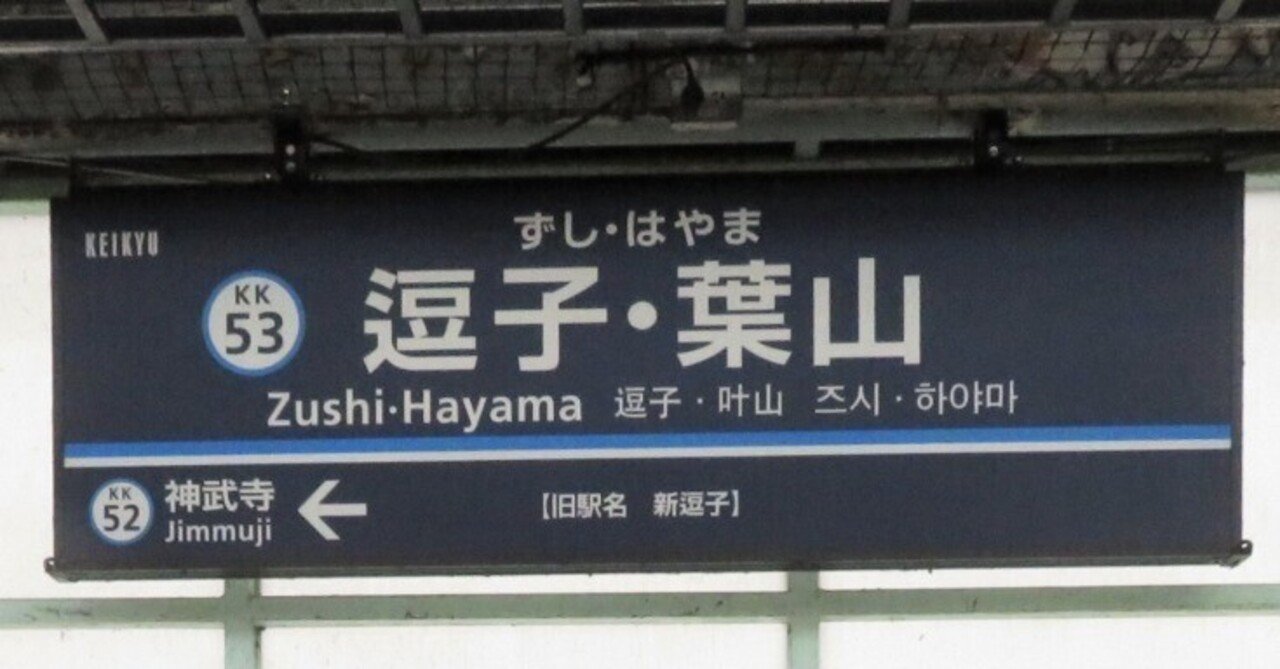 KEIKYU
ずし・はやま
KK
53
逗子・葉山
Zushi・Hayama 逗子・叶山 즈시・하야마
KK
52
神武寺
Jimmuji
←
【旧駅名 新逗子】